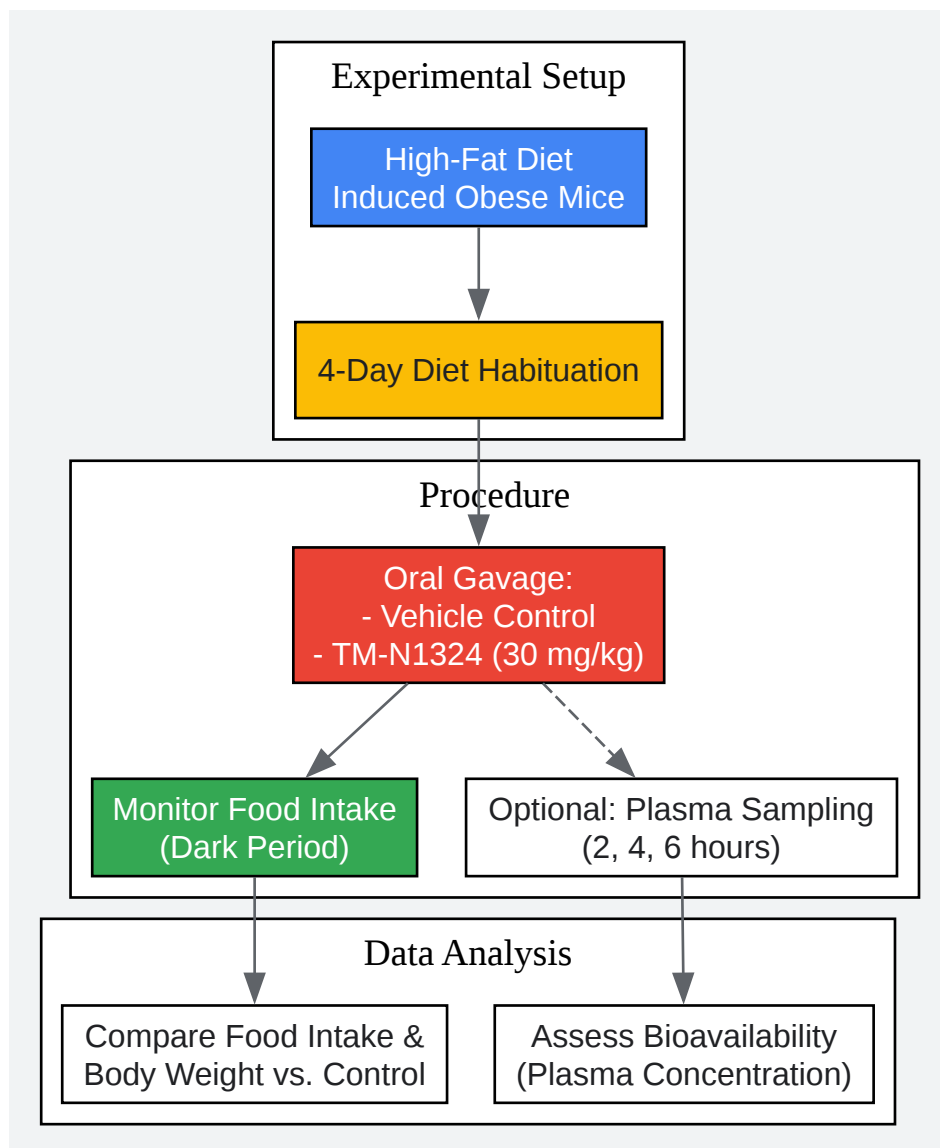 Experimental Setup
High-Fat Diet
Induced Obese Mice
4-Day Diet Habituation
Procedure
Oral Gavage:
- Vehicle Control
- TM-N1324 (30 mg/kg)
Monitor Food Intake
(Dark Period)
Optional: Plasma Sampling
(2, 4, 6 hours)
Data Analysis
Compare Food Intake &
Body Weight vs. Control
Assess Bioavailability
(Plasma Concentration)